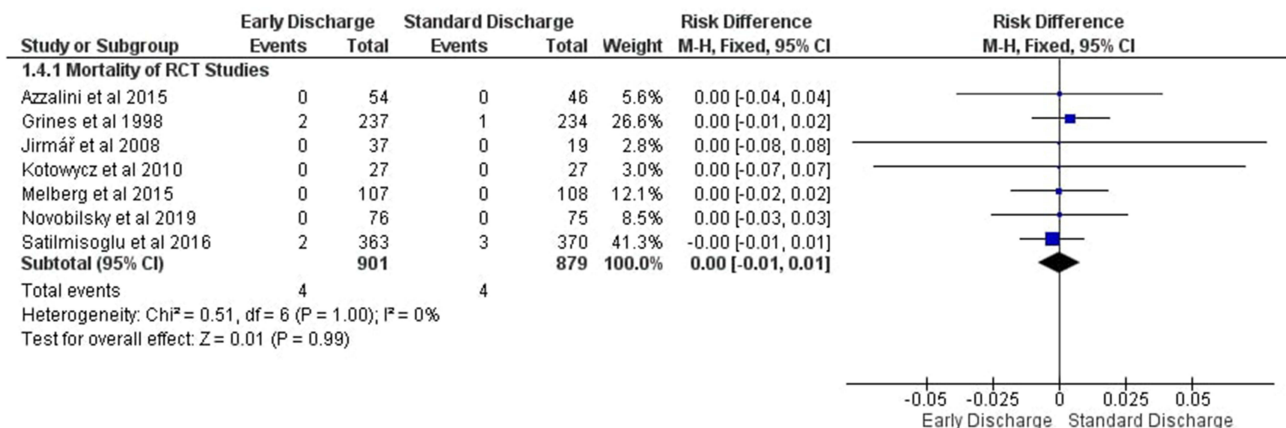 Early Discharge Standard Discharge Risk Difference Risk Difference
Study or Subgroup Events Total Events Total Weight M-H, Fixed, 95% CI M-H, Fixed, 95% CI
1.4.1 Mortality of RCT Studies
Azzalini et al 2015 0 54 0 46 5.6% 0.00 [-0.04, 0.04]
Grines et al 1998 2 237 1 234 26.6% 0.00 [-0.01, 0.02]
Jirmář et al 2008 0 37 0 19 2.8% 0.00 [-0.08, 0.08]
Kotowycz et al 2010 0 27 0 27 3.0% 0.00 [-0.07, 0.07]
Melberg et al 2015 0 107 0 108 12.1% 0.00 [-0.02, 0.02]
Novobilsky et al 2019 0 76 0 75 8.5% 0.00 [-0.03, 0.03]
Satilmisoglu et al 2016 2 363 3 370 41.3% -0.00 [-0.01, 0.01]
Subtotal (95% CI) 901 879 100.0% 0.00 [-0.01, 0.01]
Total events 4 4
Heterogeneity: Chi² = 0.51, df = 6 (P = 1.00); I² = 0%
Test for overall effect: Z = 0.01 (P = 0.99)
-0.05 -0.025 0 0.025 0.05
Early Discharge Standard Discharge